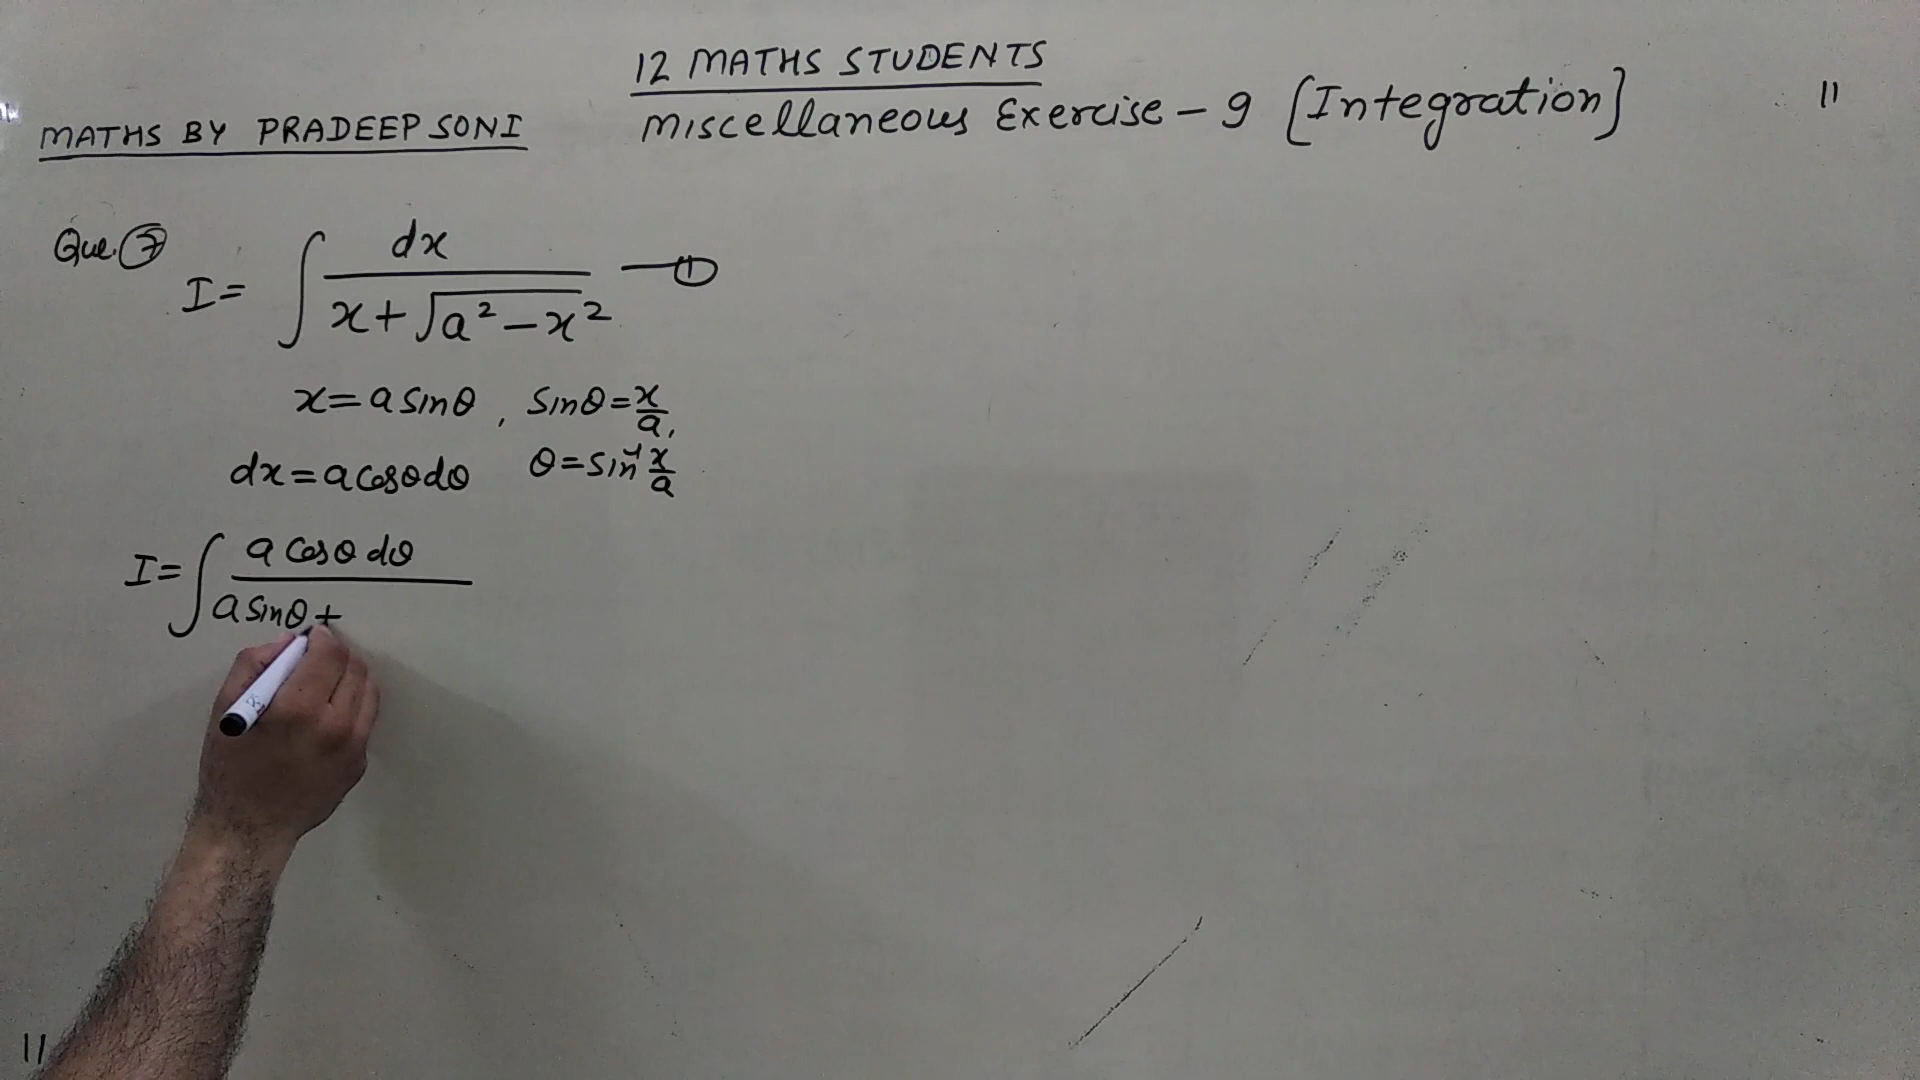 12 MATHS STUDENTS
MATHS BY PRADEEP SONI
Miscellaneous Exercise - 9 [Integration]
11
Que. 7
I = ∫ dx / (x + √(a² - x²)) — 1
x = a sinθ, sinθ = x/a,
dx = a cosθ dθ θ = sin⁻¹ x/a
I = ∫ a cosθ dθ / a sinθ +
11